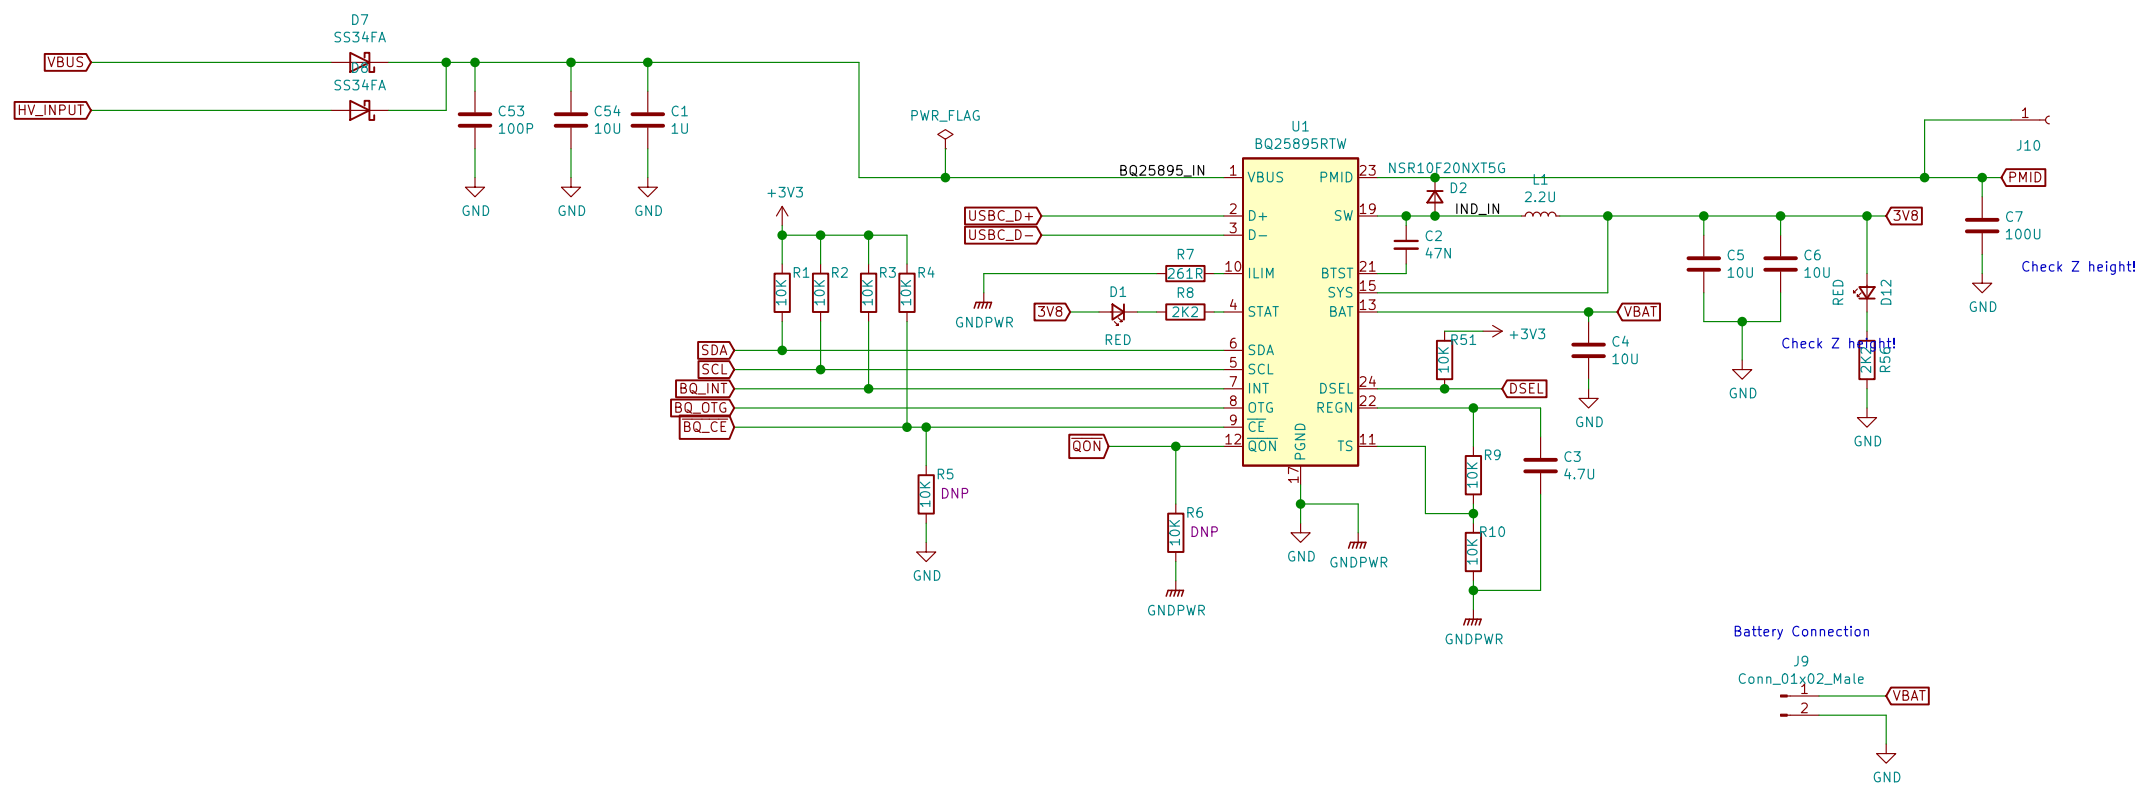 D7
SS34FA
VBUS
D8
SS34FA
HV_INPUT
C53
100P
GND
C54
10U
GND
C1
1U
GND
PWR_FLAG
BQ25895_IN
U1
BQ25895RTW
1 VBUS
2 D+
3 D-
10 ILIM
4 STAT
6 SDA
5 SCL
7 INT
8 OTG
9 CE
12 QON
PGND
17
PMID 23
SW 19
BTST 21
SYS 15
BAT 13
DSEL 24
REGN 22
TS 11
USBC_D+
USBC_D-
+3V3
R1
10K
R2
10K
R3
10K
R4
10K
R7
261R
GNDPWR
3V8
D1
RED
R8
2K2
SDA
SCL
BQ_INT
BQ_OTG
BQ_CE
QON
R5
10K
DNP
GND
R6
10K
DNP
GNDPWR
GND
GNDPWR
NSR10F20NXT5G
D2
IND_IN
L1
2.2U
C2
47N
VBAT
C4
10U
GND
R51
10K
+3V3
DSEL
R9
10K
R10
10K
C3
4.7U
GNDPWR
1
J10
PMID
3V8
C7
100U
GND
Check Z height!
C5
10U
C6
10U
GND
Check Z height!
RED
D12
2K2
GND
Battery Connection
J9
Conn_01x02_Male
1
2
VBAT
GND